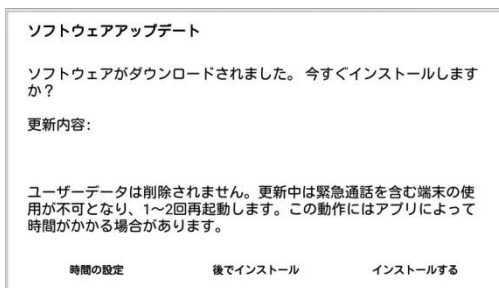 ソフトウェアアップデート
ソフトウェアがダウンロードされました。 今すぐインストールします
か？
更新内容:
ユーザーデータは削除されません。更新中は緊急通話を含む端末の使
用が不可となり、1〜2回再起動します。この動作にはアプリによって
時間がかかる場合があります。
時間の設定 後でインストール インストールする